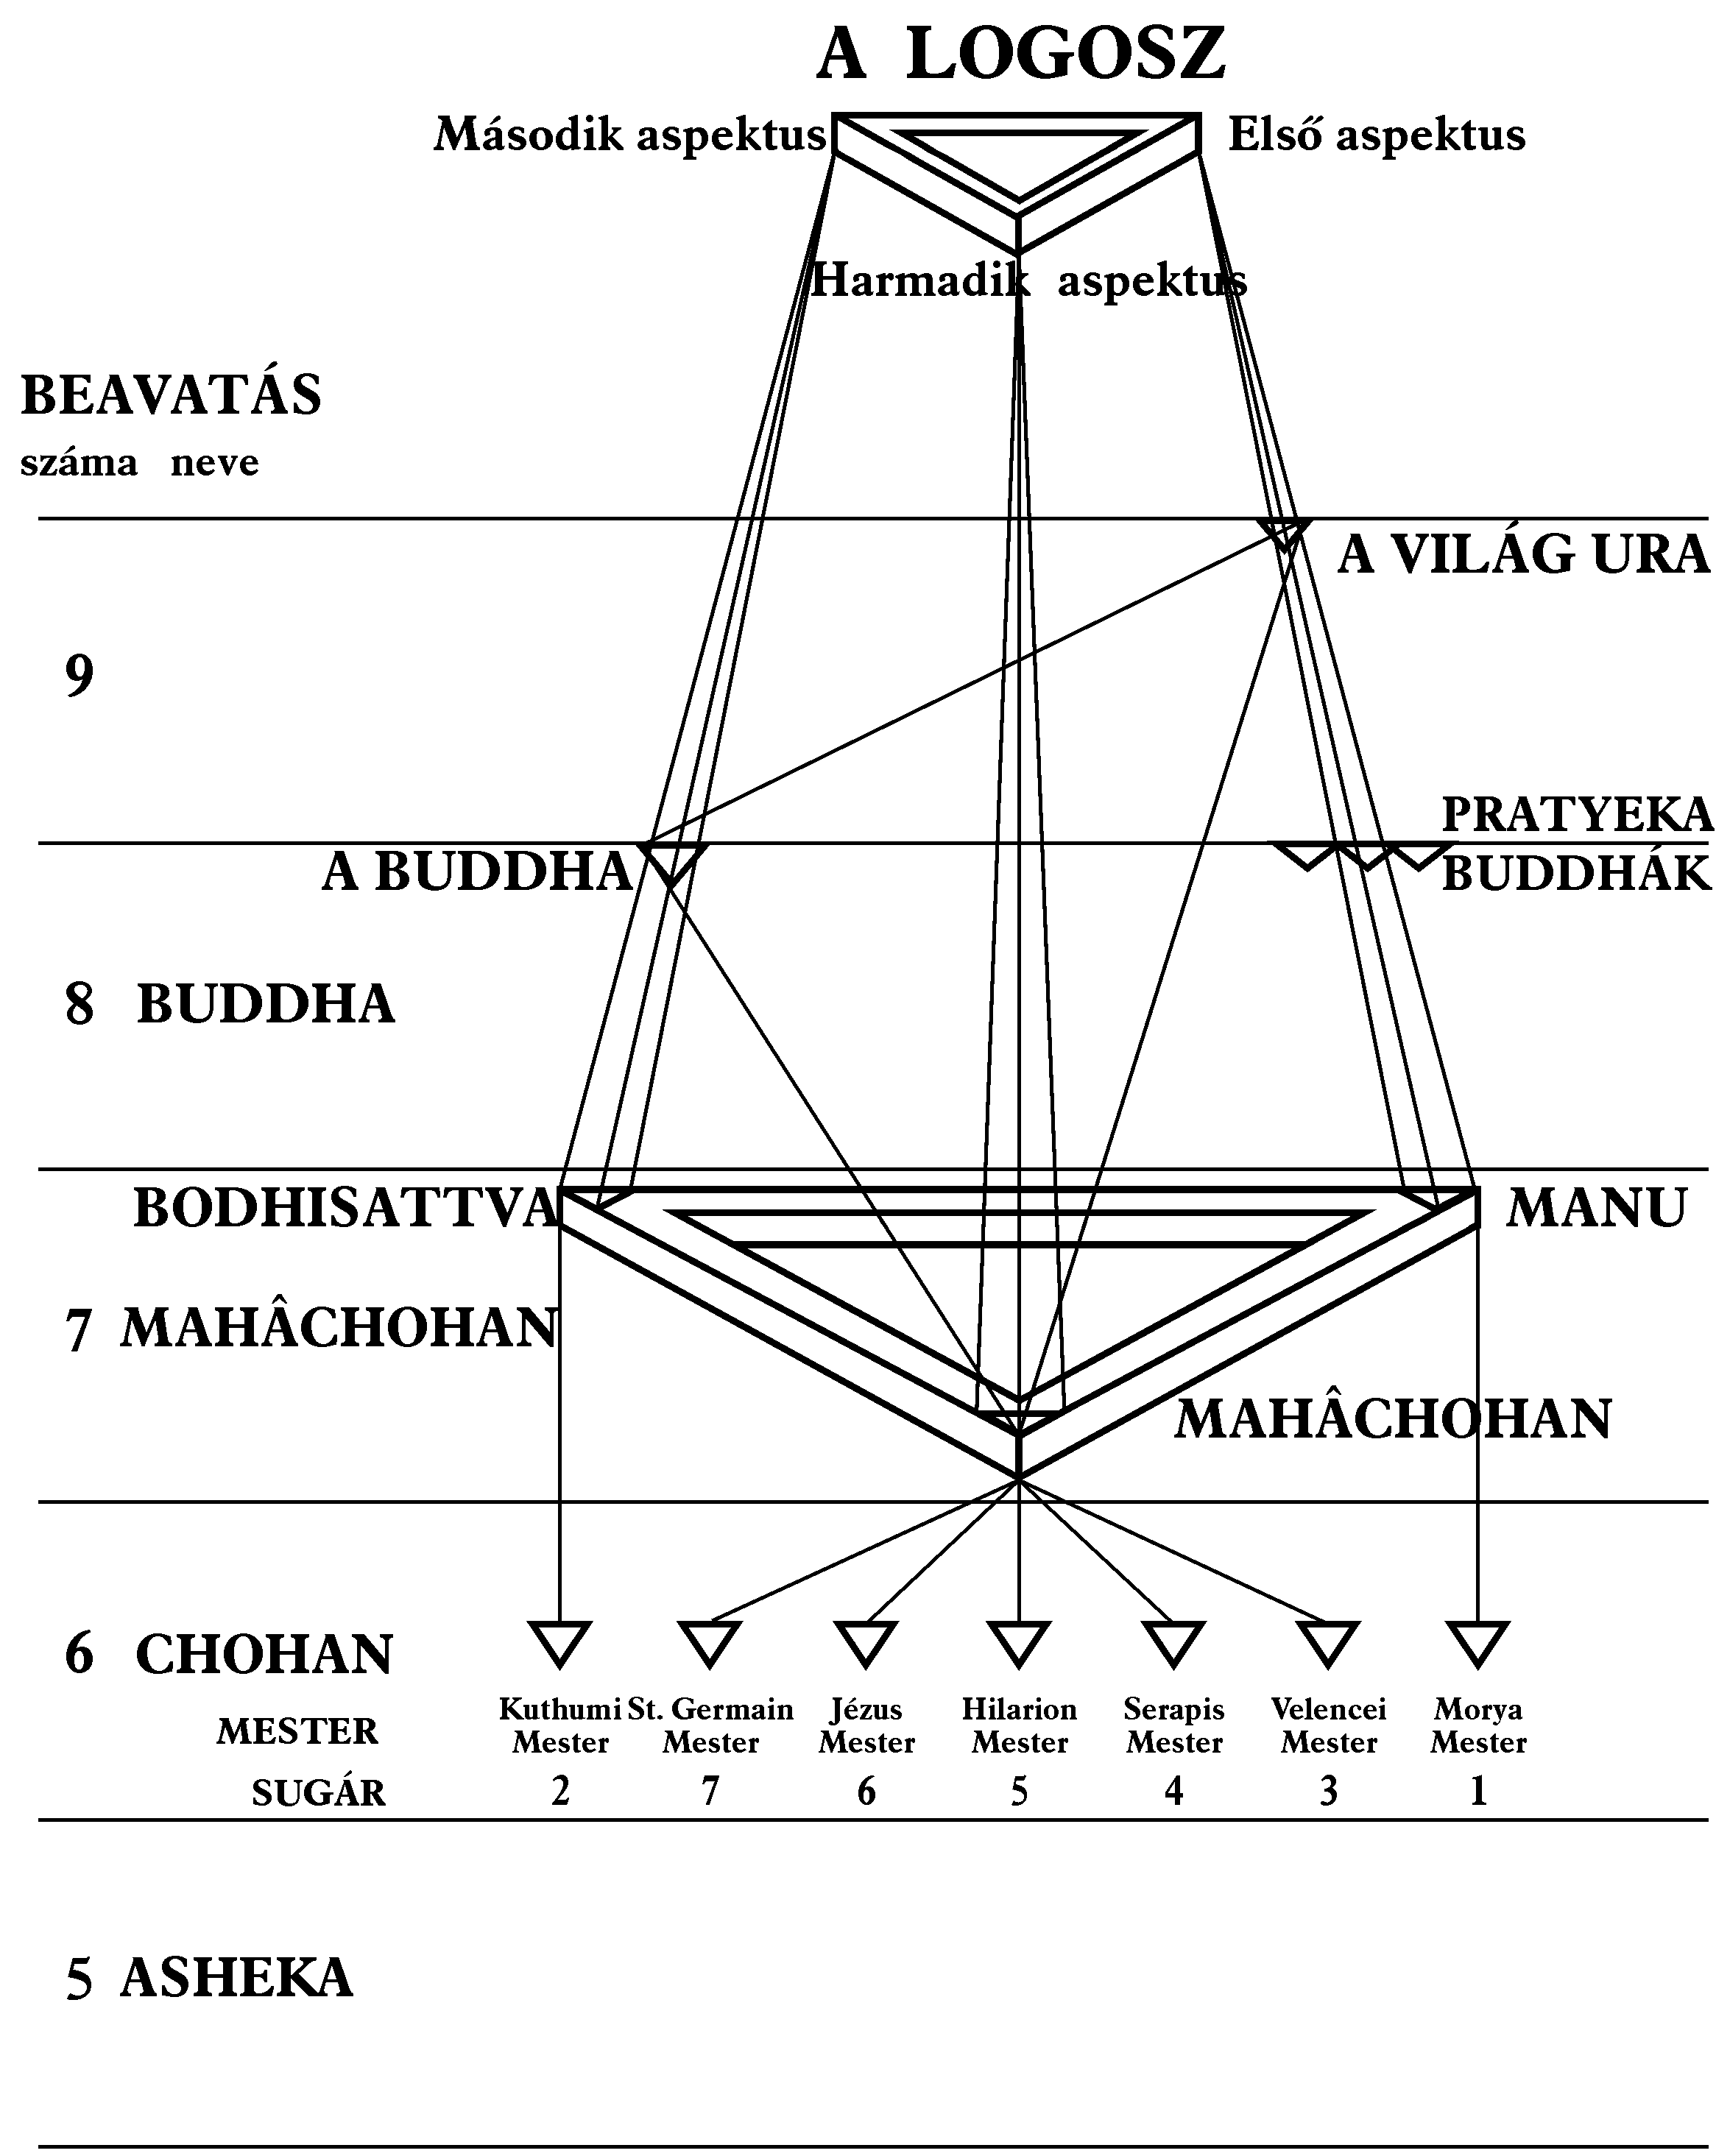 A LOGOSZ
Második aspektus
Első aspektus
Harmadik aspektus
BEAVATÁS
száma neve
A VILÁG URA
9
PRATYEKA
A BUDDHA
BUDDHÁK
8 BUDDHA
BODHISATTVA
MANU
7 MAHÂCHOHAN
MAHÂCHOHAN
6 CHOHAN
Kuthumi St. Germain Jézus Hilarion Serapis Velencei Morya
MESTER Mester Mester Mester Mester Mester Mester Mester
SUGÁR 2 7 6 5 4 3 1
5 ASHEKA